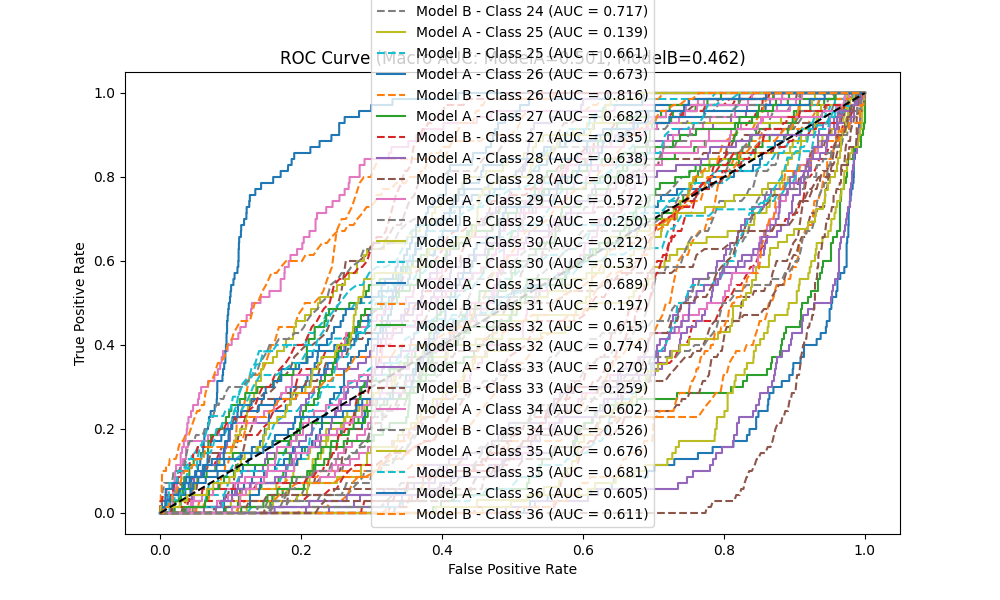 Model B - Class 24 (AUC = 0.717)
Model A - Class 25 (AUC = 0.139)
Model B - Class 25 (AUC = 0.661)
ROC Curve (Macro AUC: ModelA=0.501, ModelB=0.462)
Model A - Class 26 (AUC = 0.673)
Model B - Class 26 (AUC = 0.816)
Model A - Class 27 (AUC = 0.682)
Model B - Class 27 (AUC = 0.335)
Model A - Class 28 (AUC = 0.638)
Model B - Class 28 (AUC = 0.081)
Model A - Class 29 (AUC = 0.572)
Model B - Class 29 (AUC = 0.250)
Model A - Class 30 (AUC = 0.212)
Model B - Class 30 (AUC = 0.537)
Model A - Class 31 (AUC = 0.689)
Model B - Class 31 (AUC = 0.197)
Model A - Class 32 (AUC = 0.615)
Model B - Class 32 (AUC = 0.774)
Model A - Class 33 (AUC = 0.270)
Model B - Class 33 (AUC = 0.259)
Model A - Class 34 (AUC = 0.602)
Model B - Class 34 (AUC = 0.526)
Model A - Class 35 (AUC = 0.676)
Model B - Class 35 (AUC = 0.681)
Model A - Class 36 (AUC = 0.605)
Model B - Class 36 (AUC = 0.611)
True Positive Rate
1.0
0.8
0.6
0.4
0.2
0.0
0.0
0.2
0.4
0.6
0.8
1.0
False Positive Rate